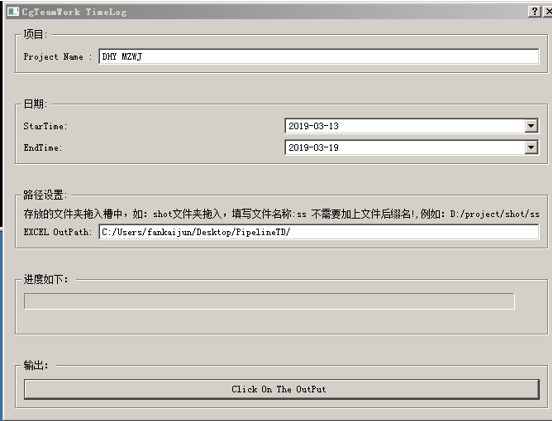 CgTeamWork TimeLog
项目:
Project Name : DHY MZWJ
日期:
StarTime: 2019-03-13
EndTime: 2019-03-19
路径设置:
存放的文件夹拖入槽中，如: shot文件夹拖入，填写文件名称:ss 不需要加上文件后缀名!,例如: D:/project/shot/ss
EXCEL OutPath: C:/Users/fankaijun/Desktop/PipelineTD/
进度如下:
输出:
Click On The OutPut